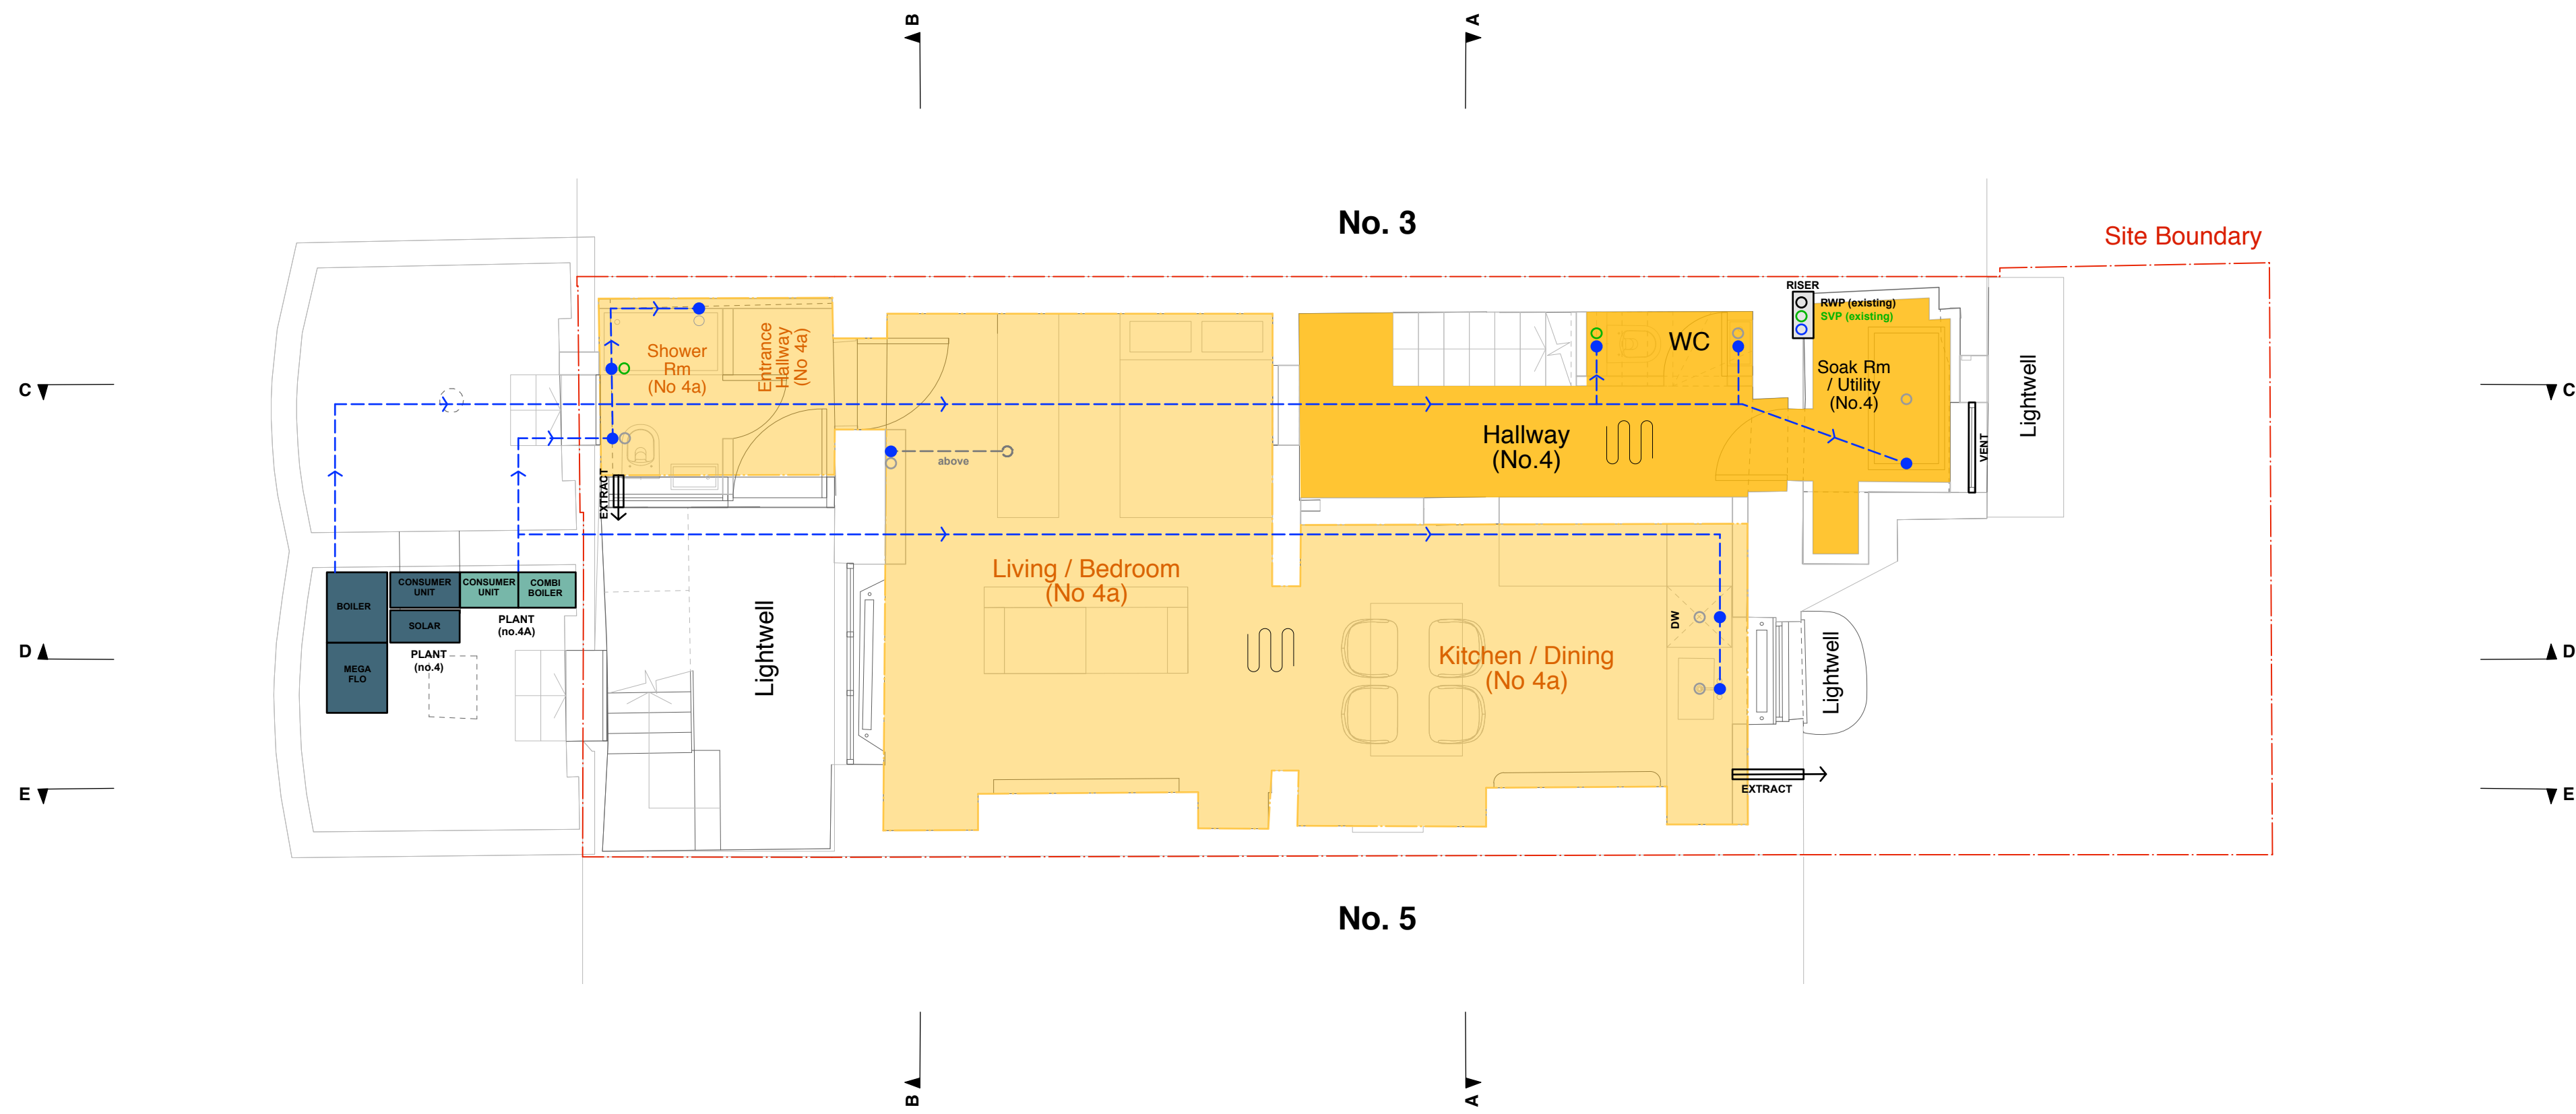 B
A
No. 3
Site Boundary
RISER
RWP (existing)
SVP (existing)
Shower
Rm
(No 4a)
Entrance
Hallway
(No 4a)
WC
Soak Rm
/ Utility
(No.4)
Lightwell
C
C
Hallway
(No.4)
VENT
above
EXTRACT
Living / Bedroom
(No 4a)
BOILER
CONSUMER
UNIT
CONSUMER
UNIT
COMBI
BOILER
SOLAR
PLANT
(no.4A)
PLANT
(no.4)
MEGA
FLO
Lightwell
DW
Kitchen / Dining
(No 4a)
Lightwell
D
D
EXTRACT
E
E
No. 5
B
A